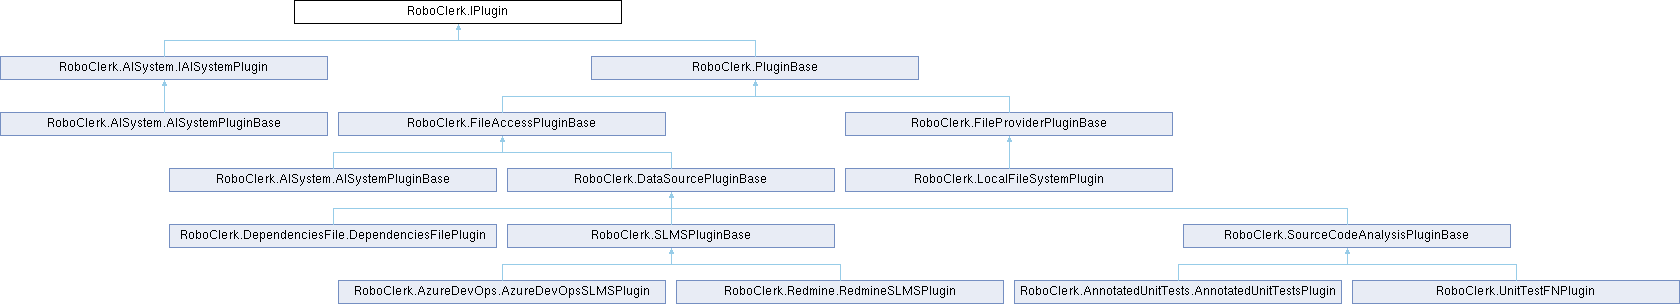 RoboClerk.IPlugin
RoboClerk.AISystem.IAISystemPlugin
RoboClerk.PluginBase
RoboClerk.AISystem.AISystemPluginBase
RoboClerk.FileAccessPluginBase
RoboClerk.FileProviderPluginBase
RoboClerk.AISystem.AISystemPluginBase
RoboClerk.DataSourcePluginBase
RoboClerk.LocalFileSystemPlugin
RoboClerk.DependenciesFile.DependenciesFilePlugin
RoboClerk.SLMSPluginBase
RoboClerk.SourceCodeAnalysisPluginBase
RoboClerk.AzureDevOps.AzureDevOpsSLMSPlugin
RoboClerk.Redmine.RedmineSLMSPlugin
RoboClerk.AnnotatedUnitTests.AnnotatedUnitTestsPlugin
RoboClerk.UnitTestFNPlugin